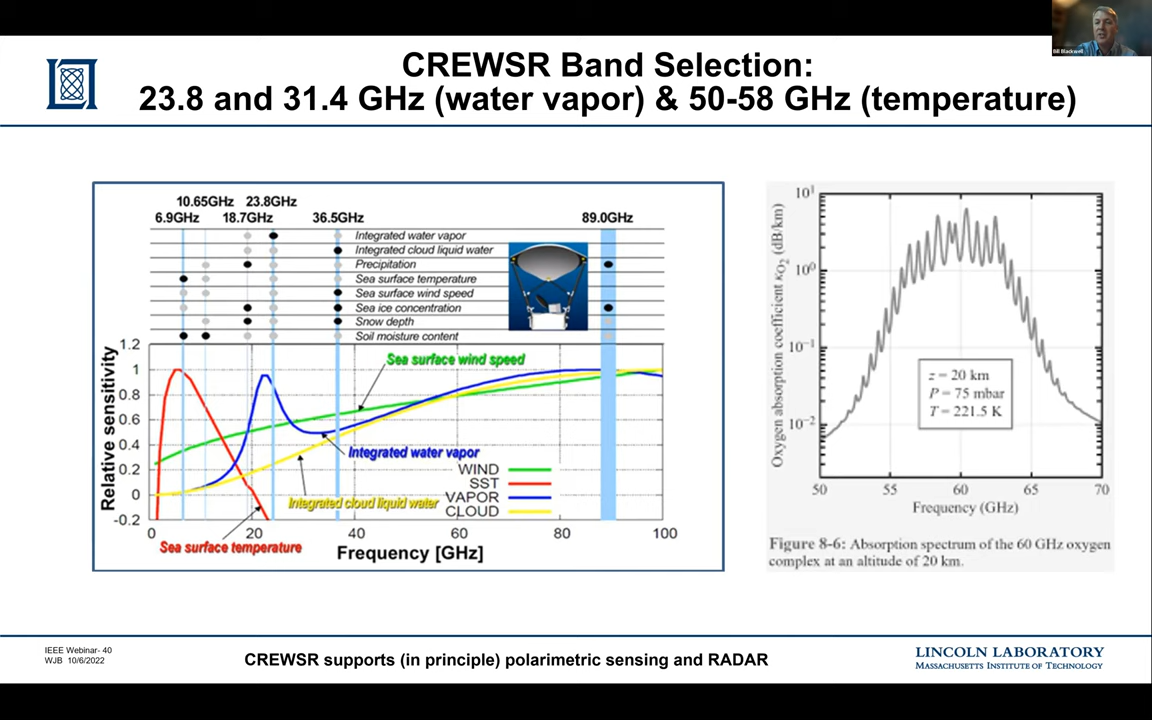 Bill Blackwell
CREWSR Band Selection:
23.8 and 31.4 GHz (water vapor) & 50-58 GHz (temperature)
10.65GHz 23.8GHz
6.9GHz 18.7GHz 36.5GHz 89.0GHz
Integrated water vapor
Integrated cloud liquid water
Precipitation
Sea surface temperature
Sea surface wind speed
Sea ice concentration
Snow depth
Soil moisture content
Relative sensitivity
1.2
1
0.8
0.6
0.4
0.2
0
-0.2
Sea surface wind speed
Integrated water vapor
Integrated cloud liquid water
WIND
SST
VAPOR
CLOUD
0 20 40 60 80 100
Sea surface temperature
Frequency [GHz]
Oxygen absorption coefficient κO₂ (dB/km)
10¹
10⁰
10⁻¹
10⁻²
z = 20 km
P = 75 mbar
T = 221.5 K
50 55 60 65 70
Frequency (GHz)
Figure 8-6: Absorption spectrum of the 60 GHz oxygen
complex at an altitude of 20 km.
IEEE Webinar- 40
WJB 10/6/2022
CREWSR supports (in principle) polarimetric sensing and RADAR
LINCOLN LABORATORY
MASSACHUSETTS INSTITUTE OF TECHNOLOGY